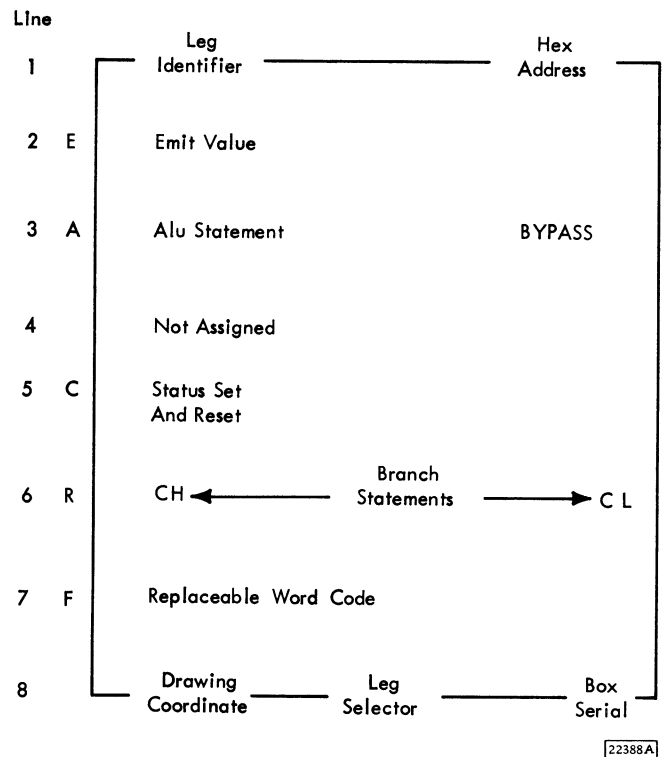 Line
Leg Hex
1 Identifier Address
2 E Emit Value
3 A Alu Statement BYPASS
4 Not Assigned
5 C Status Set
And Reset
Branch
6 R CH Statements C L
7 F Replaceable Word Code
8 Drawing Leg Box
Coordinate Selector Serial
22388A